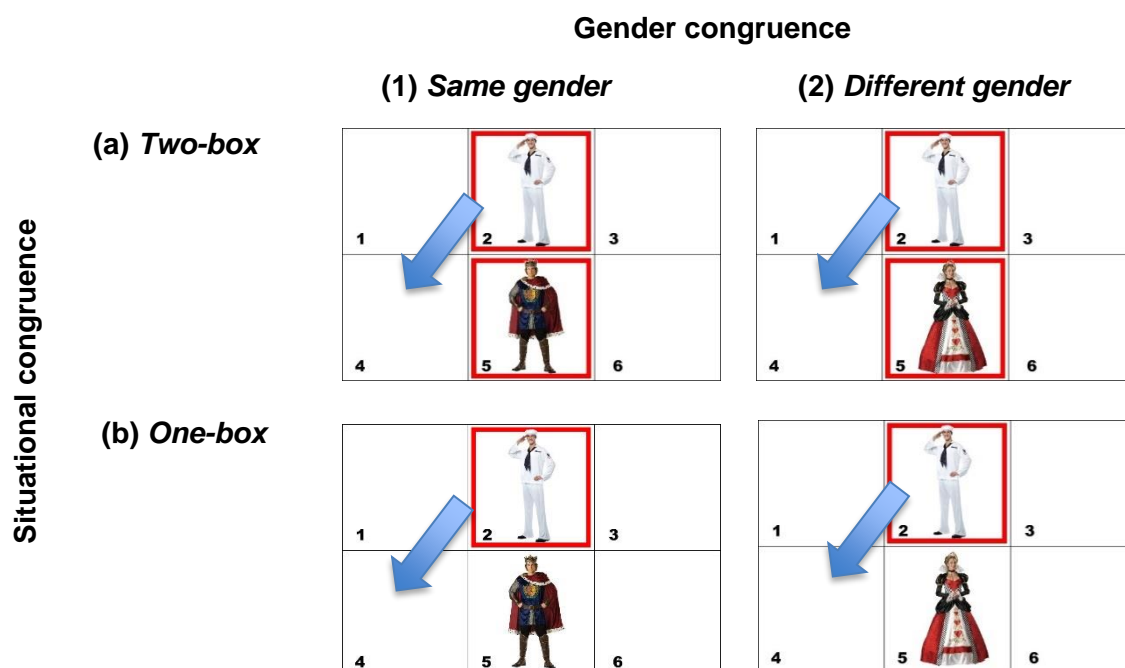 Gender congruence
(1) Same gender
(2) Different gender
Situational congruence
(a) Two-box
1 2 3
4 5 6
1 2 3
4 5 6
(b) One-box
1 2 3
4 5 6
1 2 3
4 5 6